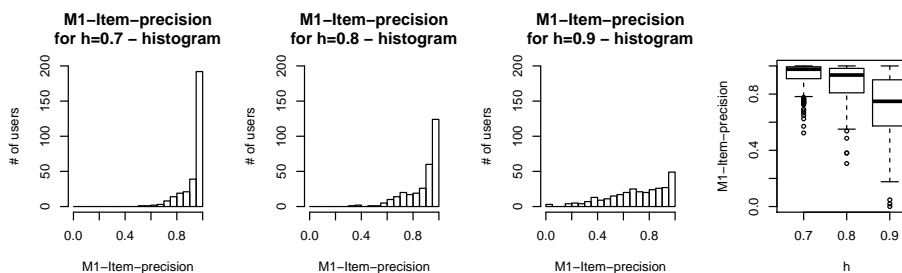 M1−Item−precision
for h=0.7 − histogram
# of users
200
150
100
50
0
0.0 0.4 0.8
M1−Item−precision
M1−Item−precision
for h=0.8 − histogram
# of users
200
150
100
50
0
0.0 0.4 0.8
M1−Item−precision
M1−Item−precision
for h=0.9 − histogram
# of users
200
150
100
50
0
0.0 0.4 0.8
M1−Item−precision
M1−Item−precision
0.8
0.4
0.0
0.7 0.8 0.9
h